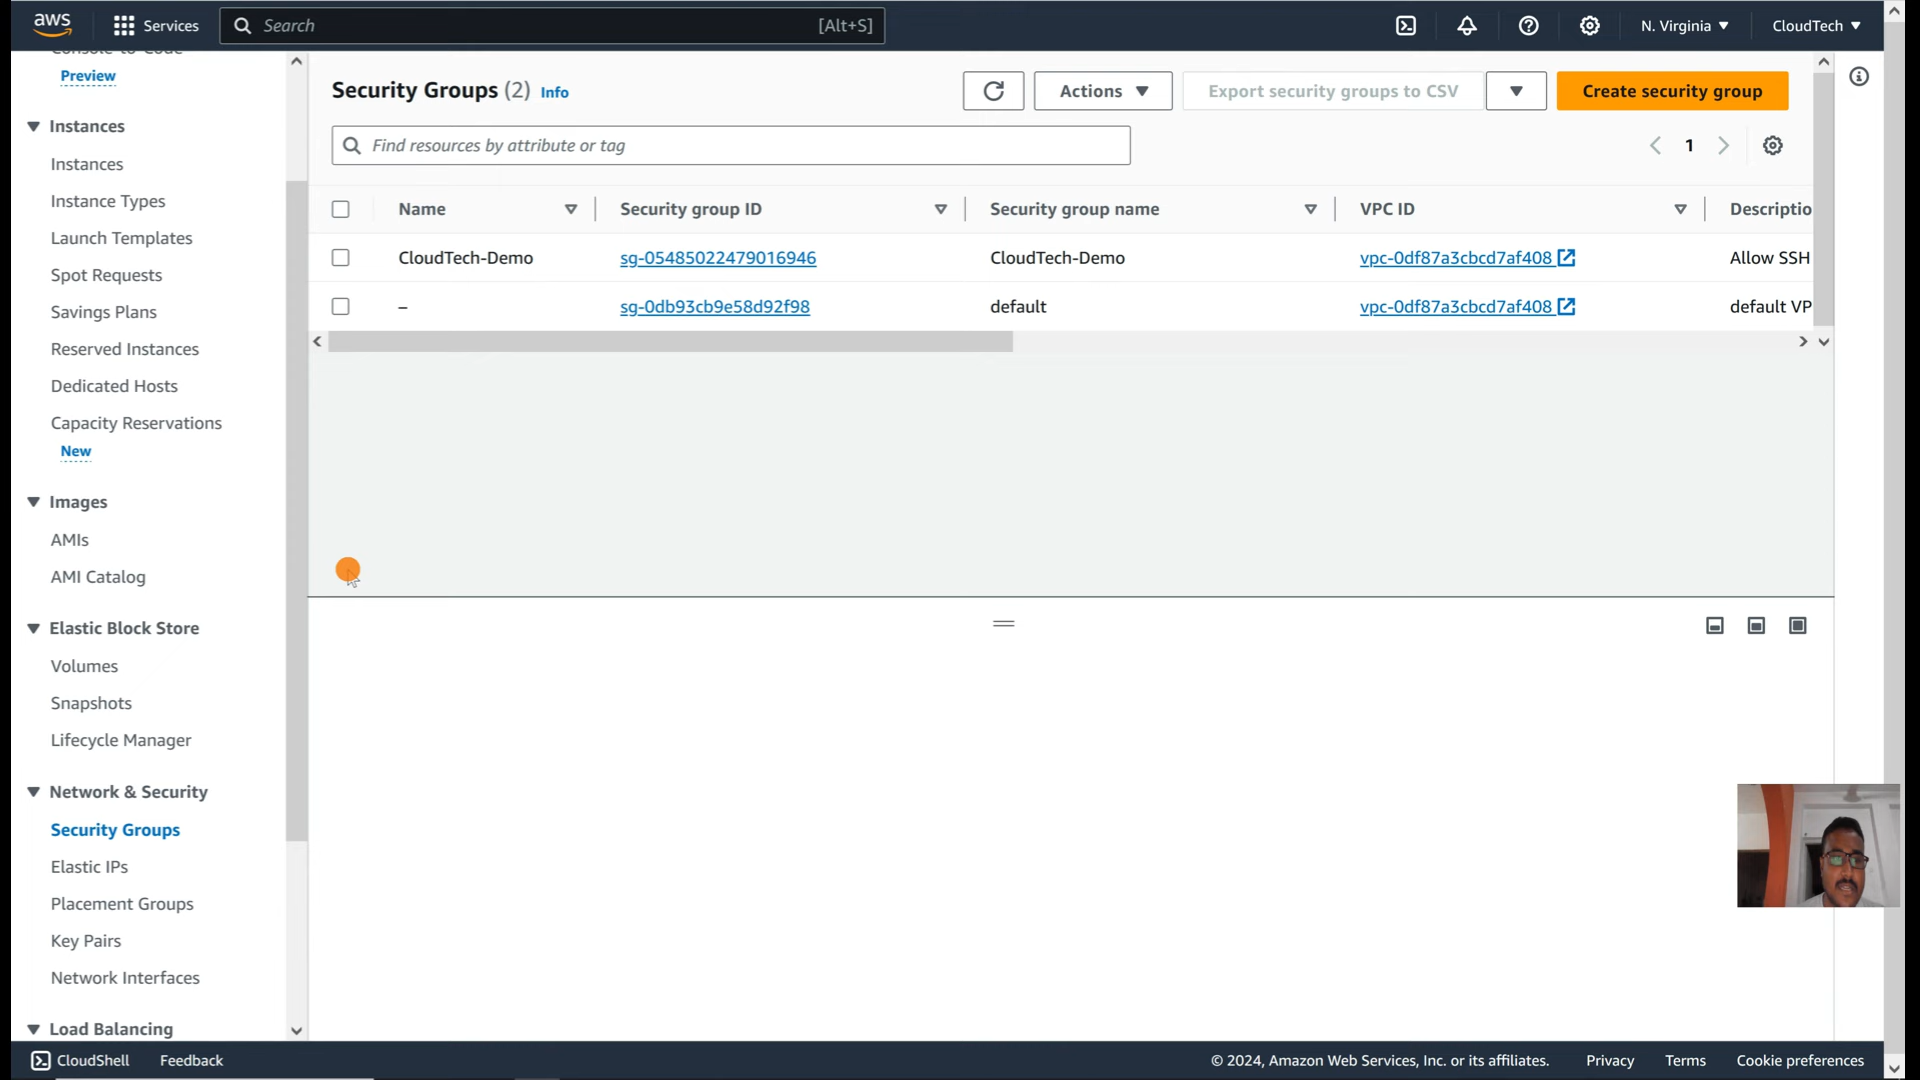 aws
Services
Search
[Alt+S]
N. Virginia
CloudTech
Console-to-Code
Preview
Instances
Instances
Instance Types
Launch Templates
Spot Requests
Savings Plans
Reserved Instances
Dedicated Hosts
Capacity Reservations
New
Images
AMIs
AMI Catalog
Elastic Block Store
Volumes
Snapshots
Lifecycle Manager
Network & Security
Security Groups
Elastic IPs
Placement Groups
Key Pairs
Network Interfaces
Load Balancing
Security Groups (2) Info
Actions
Export security groups to CSV
Create security group
Find resources by attribute or tag
1
Name Security group ID Security group name VPC ID Descriptio
CloudTech-Demo sg-05485022479016946 CloudTech-Demo vpc-0df87a3cbcd7af408 Allow SSH
– sg-0db93cb9e58d92f98 default vpc-0df87a3cbcd7af408 default VP
CloudShell Feedback © 2024, Amazon Web Services, Inc. or its affiliates. Privacy Terms Cookie preferences